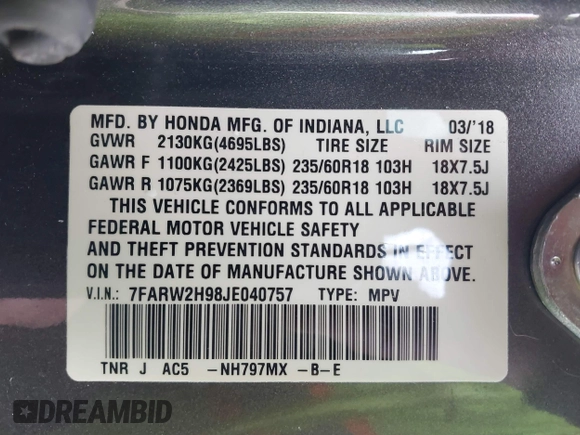 MFD. BY HONDA MFG. OF INDIANA, LLC 03/'18
GVWR 2130KG(4695LBS) TIRE SIZE RIM SIZE
GAWR F 1100KG(2425LBS) 235/60R18 103H 18X7.5J
GAWR R 1075KG(2369LBS) 235/60R18 103H 18X7.5J
THIS VEHICLE CONFORMS TO ALL APPLICABLE
FEDERAL MOTOR VEHICLE SAFETY
AND THEFT PREVENTION STANDARDS IN EFFECT
ON THE DATE OF MANUFACTURE SHOWN ABOVE.
V.I.N.: 7FARW2H98JE040757 TYPE: MPV
TNR J AC5 -NH797MX -B-E
DREAMBID